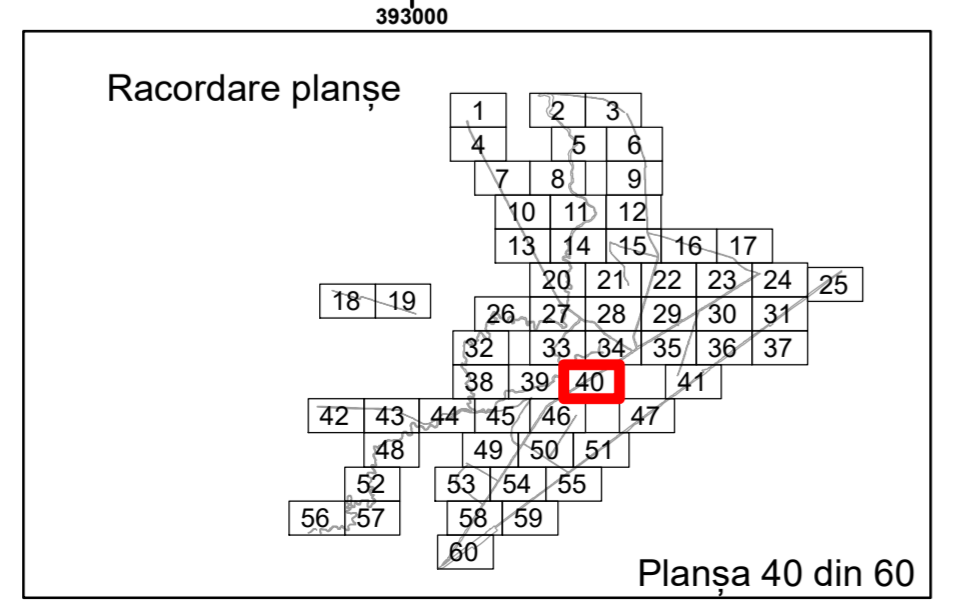 393000
Racordare planșe
1 2 3
4 5 6
7 8 9
10 11 12
13 14 15 16 17
20 21 22 23 24 25
18 19
26 27 28 29 30 31
32 33 34 35 36 37
38 39 40 41
42 43 44 45 46 47
48 49 50 51
52 53 54 55
56 57 58 59
60
Planșa 40 din 60